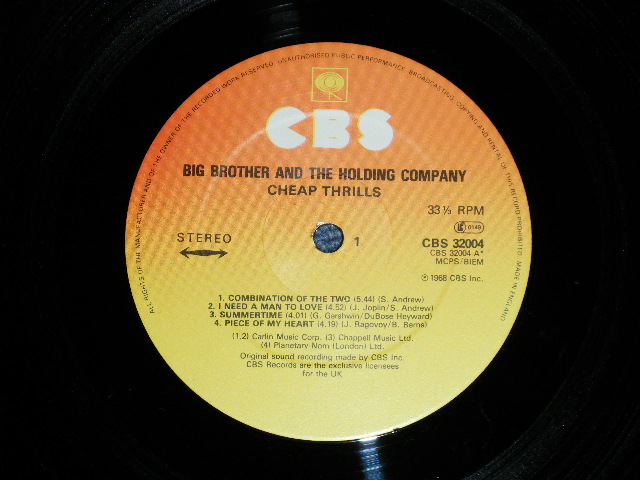 ALL RIGHTS OF THE MANUFACTURER AND OF THE OWNER OF THE RECORDED WORK RESERVED. UNAUTHORISED PUBLIC PERFORMANCE, BROADCASTING, COPYING AND RENTAL OF THIS RECORD PROHIBITED. MADE IN ENGLAND
CBS
BIG BROTHER AND THE HOLDING COMPANY
CHEAP THRILLS
33⅓ RPM
LC 0149
STEREO
1
CBS 32004
CBS 32004 A*
MCPS/BIEM
℗ 1968 CBS Inc.
1. COMBINATION OF THE TWO (5.44) (S. Andrew)
2. I NEED A MAN TO LOVE (4.52) (J. Joplin/S. Andrew)
3. SUMMERTIME (4.01) (G. Gershwin/DuBose Heyward)
4. PIECE OF MY HEART (4.19) (J. Ragovoy/B. Berns)
(1,2) Carlin Music Corp. (3) Chappell Music Ltd.
(4) Planetary-Nom (London) Ltd.
Original sound recording made by CBS Inc.
CBS Records are the exclusive licensees
for the UK